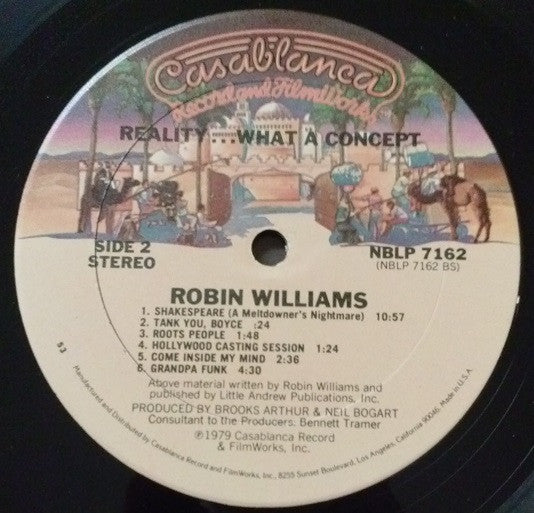 Casablanca
Record and FilmWorks
REALITY...WHAT A CONCEPT
SIDE 2
STEREO
NBLP 7162
(NBLP 7162 BS)
ROBIN WILLIAMS
1. SHAKESPEARE (A Meltdowner's Nightmare) 10:57
2. TANK YOU, BOYCE :24
3. ROOTS PEOPLE 1:48
4. HOLLYWOOD CASTING SESSION 1:24
5. COME INSIDE MY MIND 2:36
6. GRANDPA FUNK 4:30
Above material written by Robin Williams and
published by Little Andrew Publications, Inc.
PRODUCED BY BROOKS ARTHUR & NEIL BOGART
Consultant to the Producers: Bennett Tramer
℗1979 Casablanca Record
& FilmWorks, Inc.
53
Manufactured and Distributed by Casablanca Record and FilmWorks, Inc., 8255 Sunset Boulevard, Los Angeles, California 90046. Made in U.S.A.